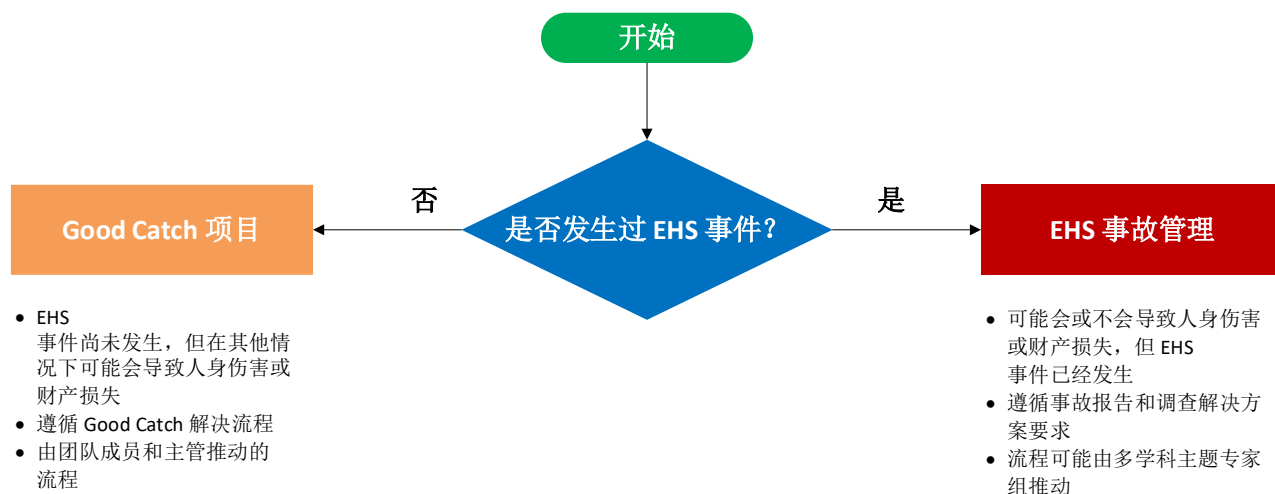 开始
否
是
Good Catch 项目
是否发生过 EHS 事件？
EHS 事故管理
• EHS
事件尚未发生，但在其他情
况下可能会导致人身伤害或
财产损失
• 遵循 Good Catch 解决流程
• 由团队成员和主管推动的
流程
• 可能会或不会导致人身伤害
或财产损失，但 EHS
事件已经发生
• 遵循事故报告和调查解决方
案要求
• 流程可能由多学科主题专家
组推动